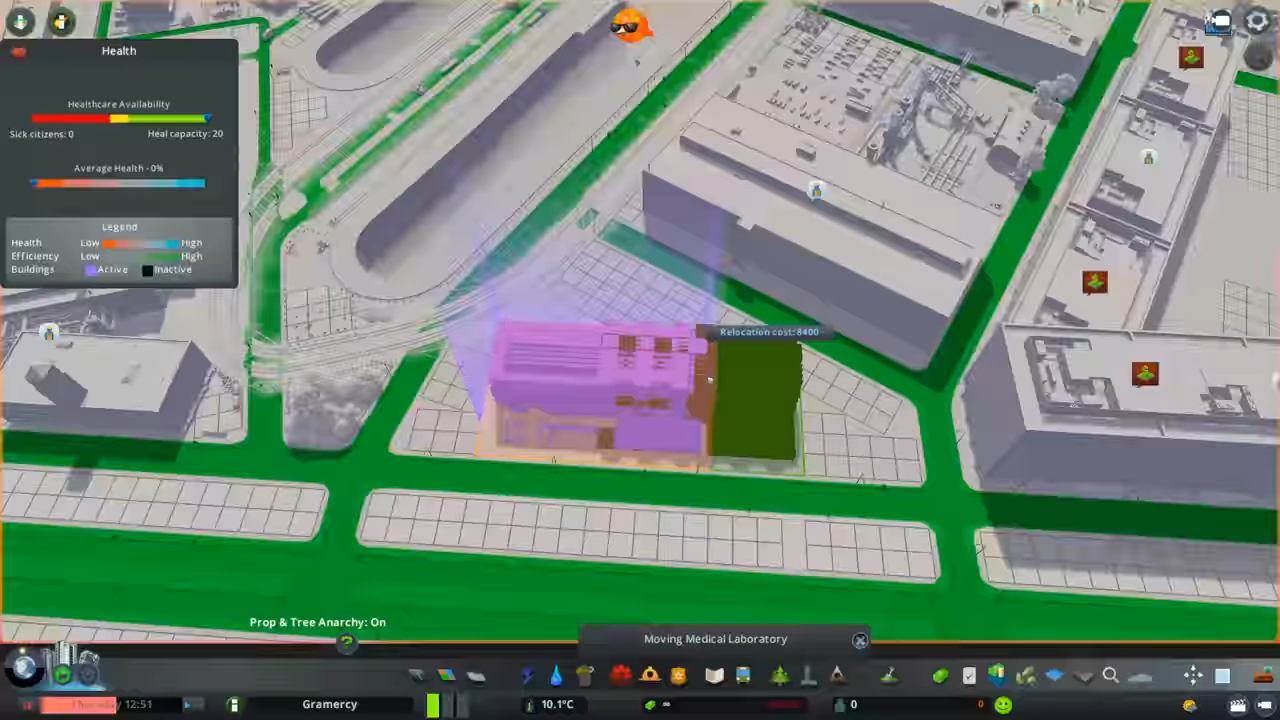 Health
Healthcare Availability
Sick citizens: 0
Heal capacity: 20
Average Health - 0%
Legend
Health Low High
Efficiency Low High
Buildings Active Inactive
Relocation cost: 8400
Prop & Tree Anarchy: On
?
Moving Medical Laboratory
Thursday 12:51
Gramercy
10.1°C
∞
0
0